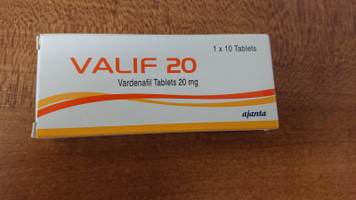 1 x 10 Tablets
VALIF 20
Vardenafil Tablets 20 mg
ajanta